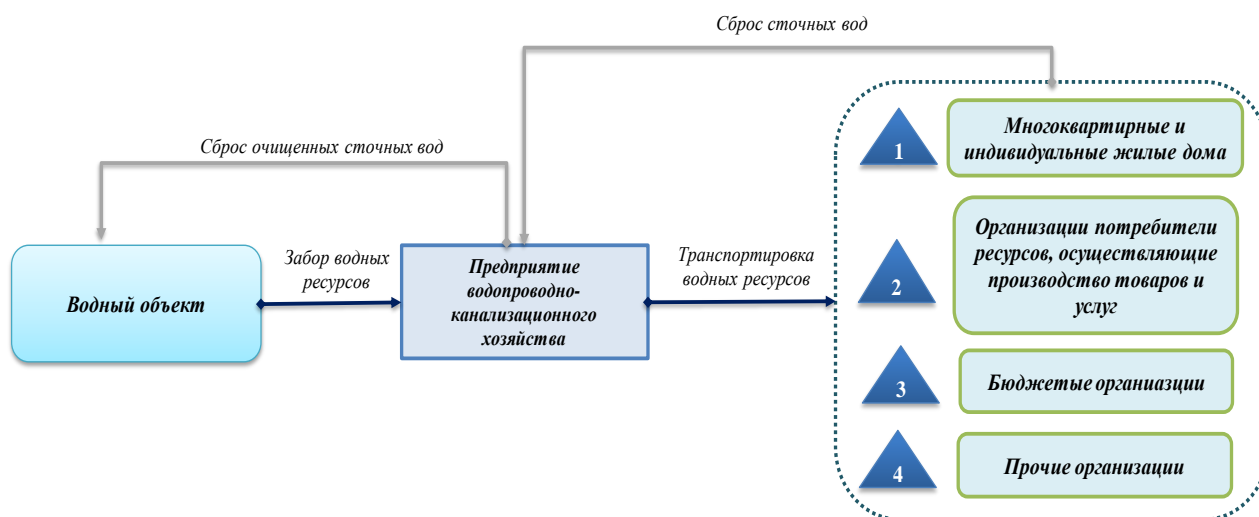 Сброс сточных вод
Сброс очищенных сточных вод
Водный объект
Забор водных
ресурсов
Предприятие
водопроводно-
канализационного
хозяйства
Транспортировка
водных ресурсов
1
Многоквартирные и
индивидуальные жилые дома
2
Организации потребители
ресурсов, осуществляющие
производство товаров и
услуг
3
Бюджетые органиазции
4
Прочие организации